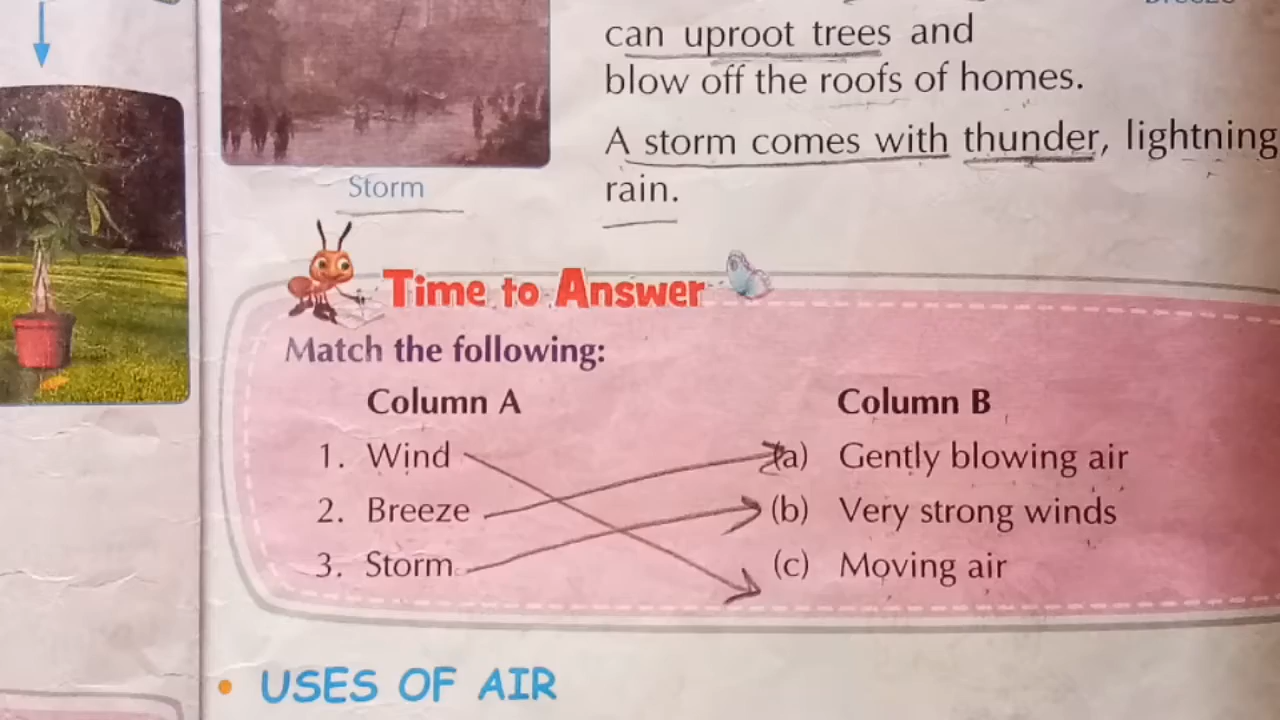 can uproot trees and
blow off the roofs of homes.
A storm comes with thunder, lightning
rain.
Storm
Time to Answer
Match the following:
Column A Column B
1. Wind (a) Gently blowing air
2. Breeze (b) Very strong winds
3. Storm (c) Moving air
• USES OF AIR